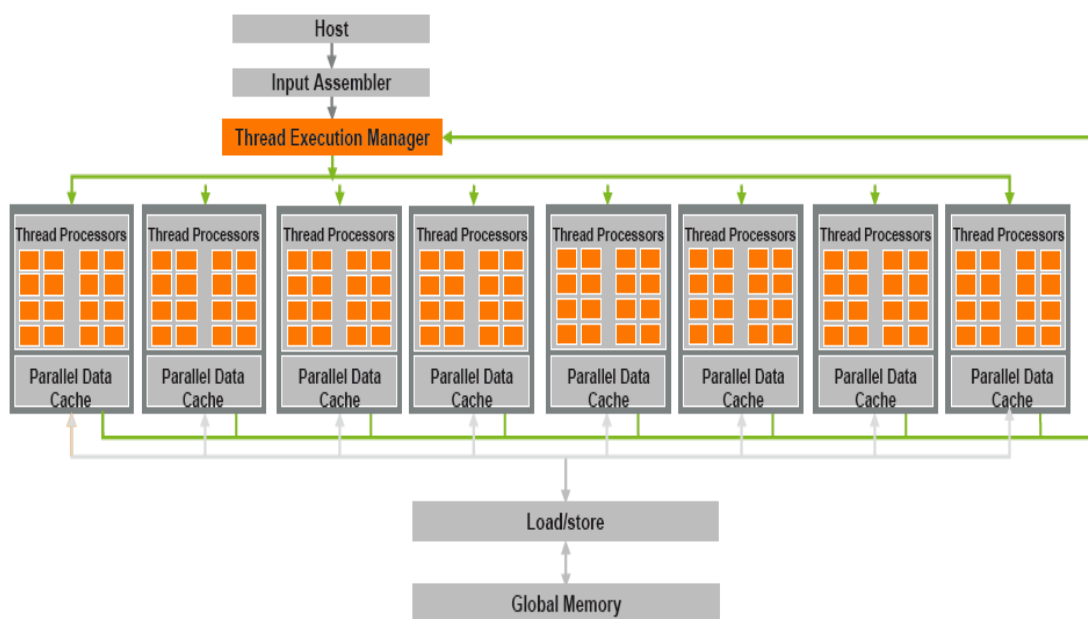 Host
Input Assembler
Thread Execution Manager
Thread Processors
Thread Processors
Thread Processors
Thread Processors
Thread Processors
Thread Processors
Thread Processors
Thread Processors
Parallel Data
Cache
Parallel Data
Cache
Parallel Data
Cache
Parallel Data
Cache
Parallel Data
Cache
Parallel Data
Cache
Parallel Data
Cache
Parallel Data
Cache
Load/store
Global Memory